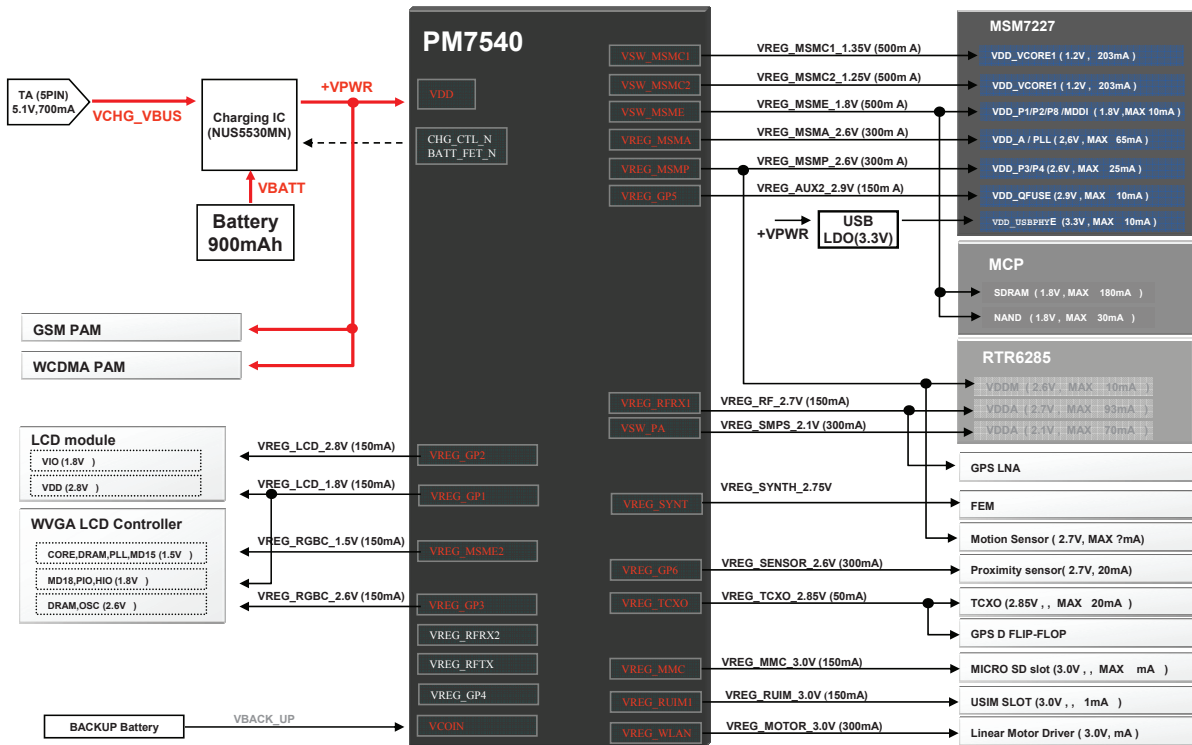 TA (5PIN)
5.1V,700mA
VCHG_VBUS
Charging IC
(NUS5530MN)
+VPWR
VBATT
Battery
900mAh
GSM PAM
WCDMA PAM
LCD module
VIO (1.8V )
VDD (2.8V )
WVGA LCD Controller
CORE,DRAM,PLL,MD15 (1.5V )
MD18,PIO,HIO (1.8V )
DRAM,OSC (2.6V )
BACKUP Battery
VBACK_UP
VREG_LCD_2.8V (150mA)
VREG_LCD_1.8V (150mA)
VREG_RGBC_1.5V (150mA)
VREG_RGBC_2.6V (150mA)
PM7540
VDD
CHG_CTL_N
BATT_FET_N
VREG_GP2
VREG_GP1
VREG_MSME2
VREG_GP3
VREG_RFRX2
VREG_RFTX
VREG_GP4
VCOIN
VSW_MSMC1
VSW_MSMC2
VSW_MSME
VREG_MSMA
VREG_MSMP
VREG_GP5
VREG_RFRX1
VSW_PA
VREG_SYNT
VREG_GP6
VREG_TCXO
VREG_MMC
VREG_RUIM1
VREG_WLAN
VREG_MSMC1_1.35V (500m A)
VREG_MSMC2_1.25V (500m A)
VREG_MSME_1.8V (500m A)
VREG_MSMA_2.6V (300m A)
VREG_MSMP_2.6V (300m A)
VREG_AUX2_2.9V (150m A)
+VPWR
USB
LDO(3.3V)
VREG_RF_2.7V (150mA)
VREG_SMPS_2.1V (300mA)
VREG_SYNTH_2.75V
VREG_SENSOR_2.6V (300mA)
VREG_TCXO_2.85V (50mA)
VREG_MMC_3.0V (150mA)
VREG_RUIM_3.0V (150mA)
VREG_MOTOR_3.0V (300mA)
MSM7227
VDD_VCORE1 (1.2V , 203mA )
VDD_VCORE1 (1.2V , 203mA )
VDD_P1/P2/P8 /MDDI ( 1.8V ,MAX 10mA )
VDD_A / PLL ( 2,6V , MAX 65mA )
VDD_P3/P4 (2.6V , MAX 25mA )
VDD_QFUSE (2.9V , MAX 10mA )
VDD_USBPHYE (3.3V , MAX 10mA )
MCP
SDRAM ( 1.8V , MAX 180mA )
NAND ( 1.8V , MAX 30mA )
RTR6285
VDDM ( 2.6V , MAX 10mA )
VDDA ( 2.7V , MAX 93mA )
VDDA ( 2.1V , MAX 70mA )
GPS LNA
FEM
Motion Sensor ( 2.7V, MAX ?mA)
Proximity sensor( 2.7V, 20mA)
TCXO (2.85V , , MAX 20mA )
GPS D FLIP-FLOP
MICRO SD slot (3.0V , , MAX mA )
USIM SLOT (3.0V , , 1mA )
Linear Motor Driver ( 3.0V, mA )